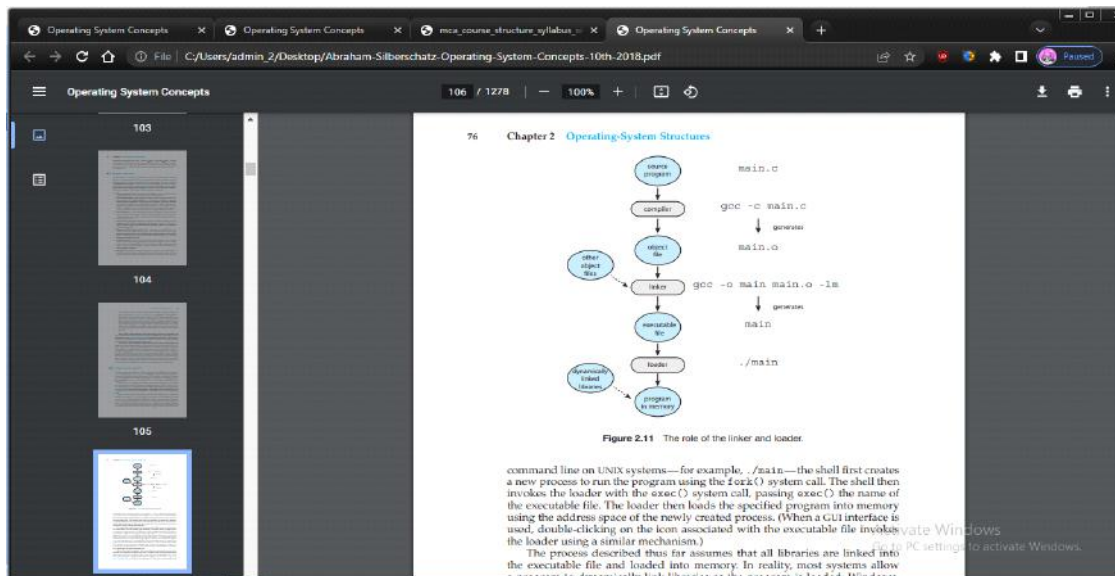 Operating System Concepts
Operating System Concepts
mca_course_structure_syllabus_
Operating System Concepts
File C:/Users/admin_2/Desktop/Abraham-Silberschatz-Operating-System-Concepts-10th-2018.pdf
Paused
Operating System Concepts
106 / 1278
100%
103
104
105
76 Chapter 2 Operating-System Structures
source
program
main.c
compiler
gcc -c main.c
generates
object
file
main.o
other
object
files
linker
gcc -o main main.o -lm
generates
executable
file
main
loader
./main
dynamically
linked
libraries
program
in memory
Figure 2.11 The role of the linker and loader.
command line on UNIX systems—for example, ./main—the shell first creates
a new process to run the program using the fork() system call. The shell then
invokes the loader with the exec() system call, passing exec() the name of
the executable file. The loader then loads the specified program into memory
using the address space of the newly created process. (When a GUI interface is
used, double-clicking on the icon associated with the executable file invokes
the loader using a similar mechanism.)
Activate Windows
Go to PC settings to activate Windows.
The process described thus far assumes that all libraries are linked into
the executable file and loaded into memory. In reality, most systems allow